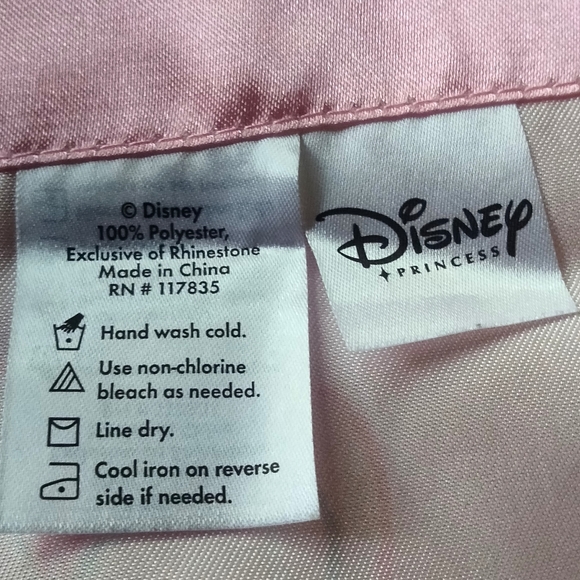 © Disney
100% Polyester,
Exclusive of Rhinestone
Made in China
RN # 117835
Hand wash cold.
Use non-chlorine
bleach as needed.
Line dry.
Cool iron on reverse
side if needed.
Disney
PRINCESS